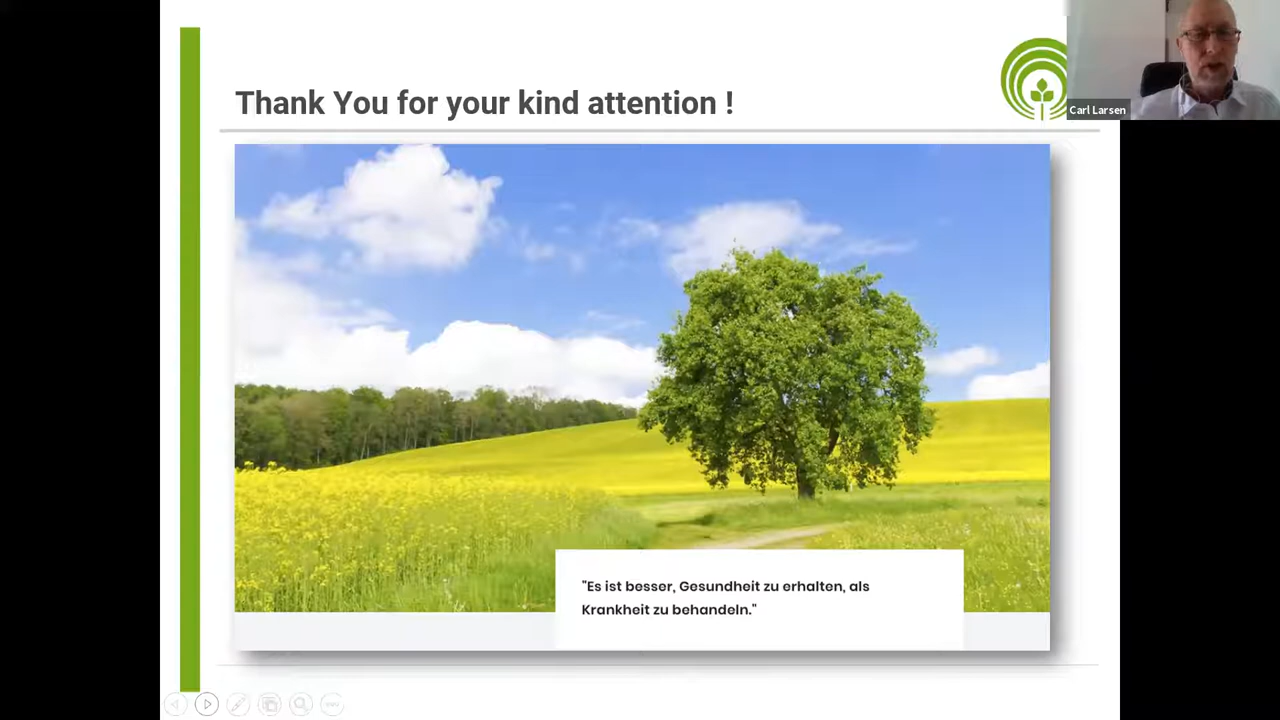 Thank You for your kind attention !
Carl Larsen
"Es ist besser, Gesundheit zu erhalten, als
Krankheit zu behandeln."